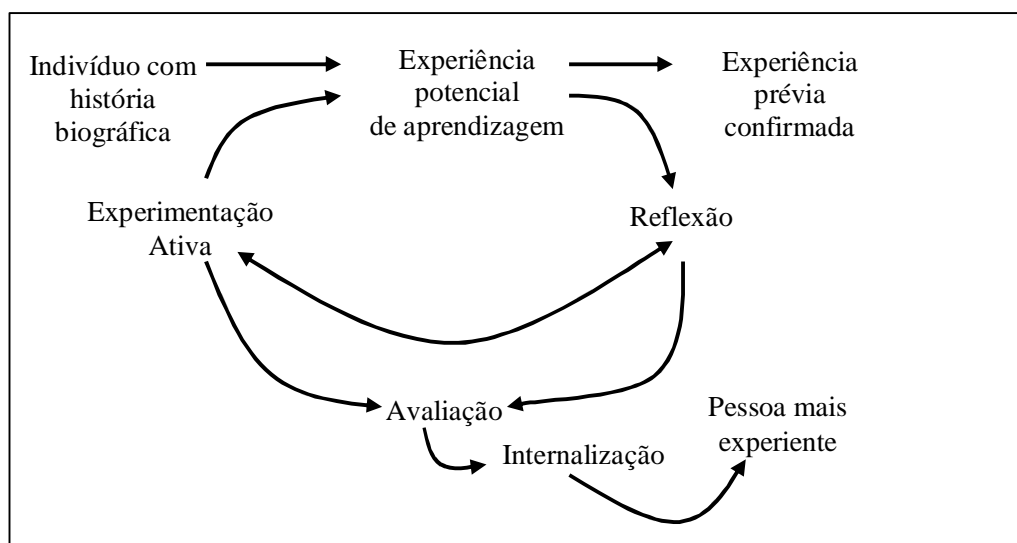 Indivíduo com
história
biográfica
Experiência
potencial
de aprendizagem
Experiência
prévia
confirmada
Experimentação
Ativa
Reflexão
Avaliação
Internalização
Pessoa mais
experiente